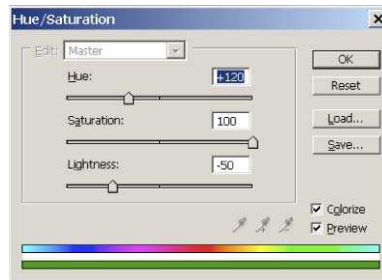 Hue/Saturation
Edit: Master
OK
Hue: +120
Reset
Saturation: 100
Load...
Save...
Lightness: -50
Colorize
Preview